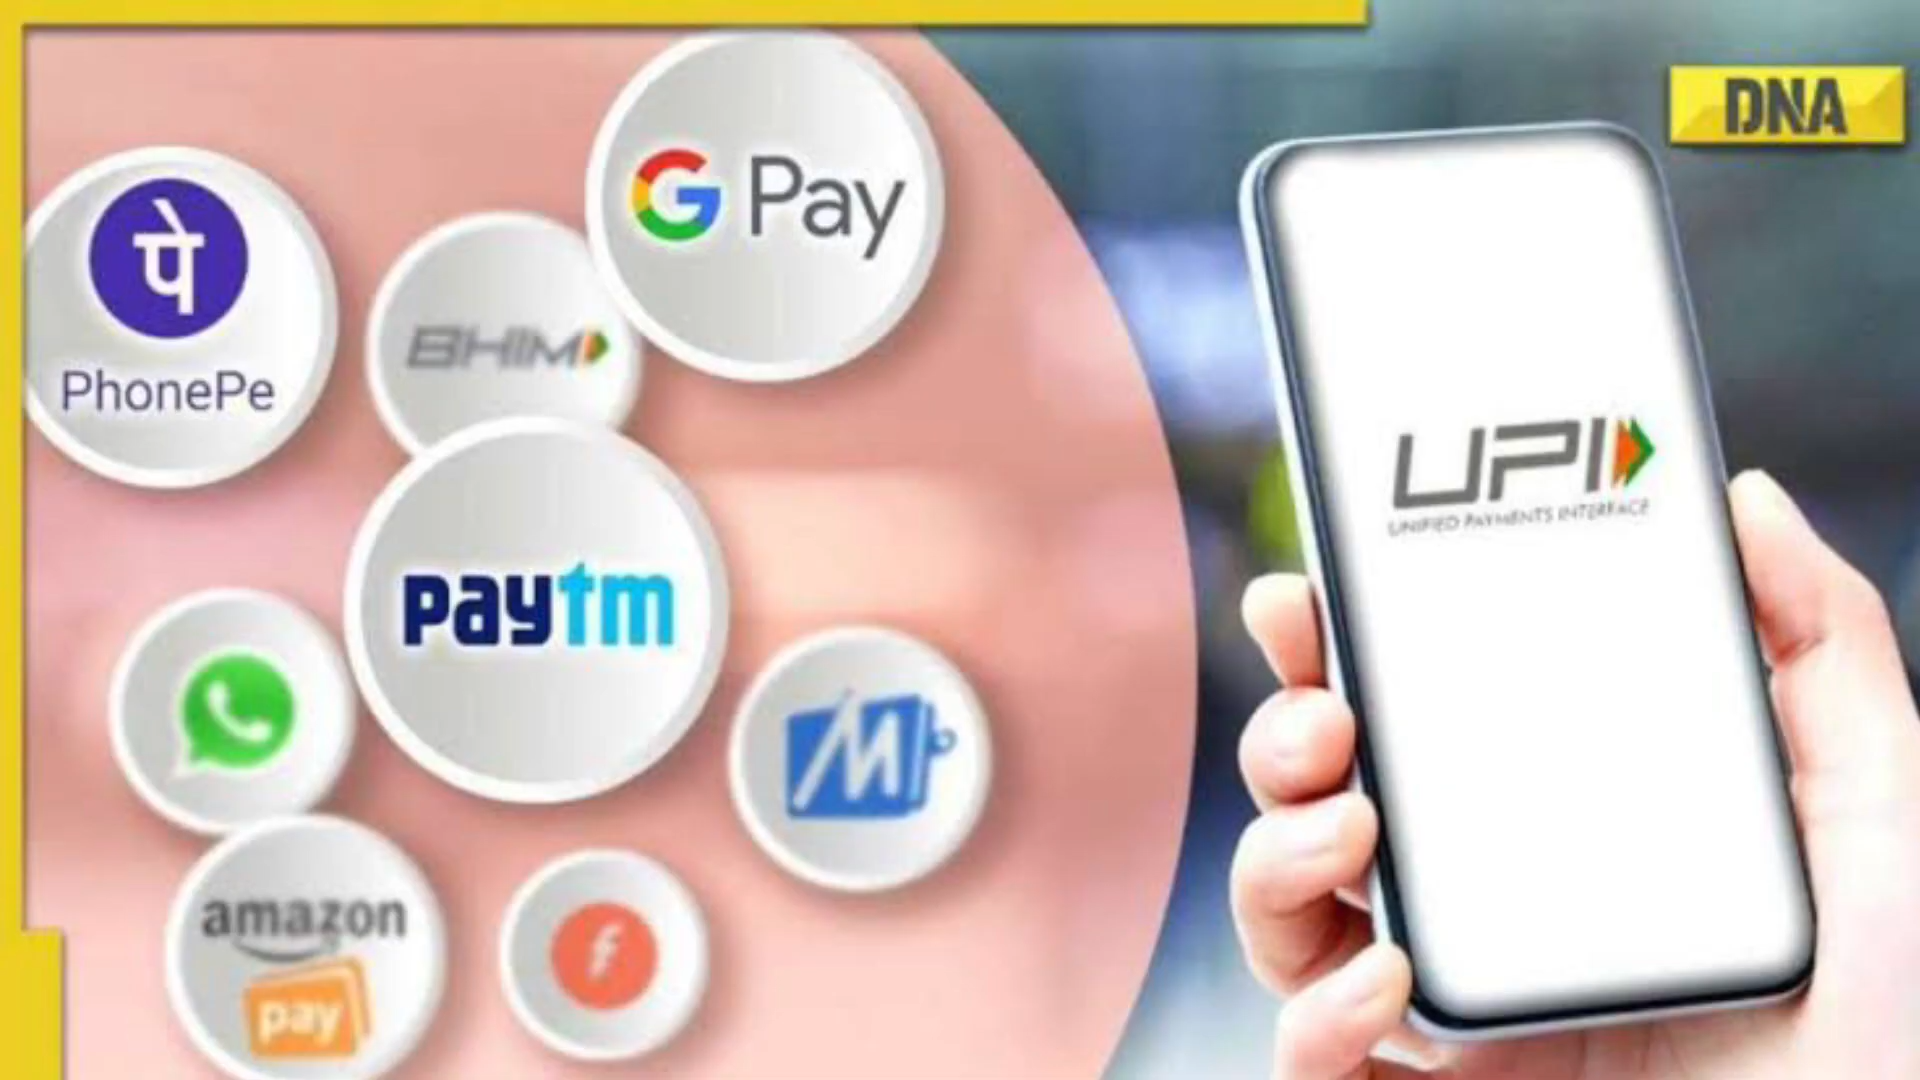 पे
PhonePe
BHIM
G Pay
paytm
M
amazon
pay
f
DNA
UPI
UNIFIED PAYMENTS INTERFACE